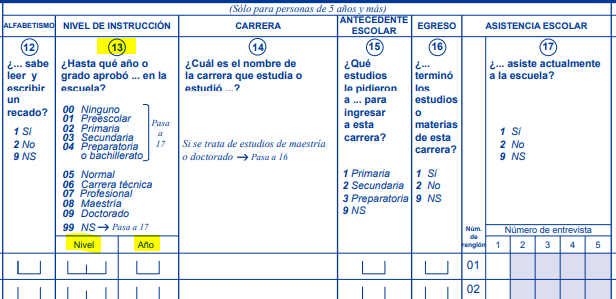 (Sólo para personas de 5 años y más)
ALFABETISMO
NIVEL DE INSTRUCCIÓN
CARRERA
ANTECEDENTE
ESCOLAR
EGRESO
ASISTENCIA ESCOLAR
12
¿... sabe
leer y
escribir
un
recado?
1 Sí
2 No
9 NS
13
¿Hasta qué año o
grado aprobó ... en la
escuela?
00 Ninguno
01 Preescolar
02 Primaria
03 Secundaria
04 Preparatoria
o bachillerato
Pasa
a
17
05 Normal
06 Carrera técnica
07 Profesional
08 Maestría
09 Doctorado
99 NS → Pasa a 17
Nivel
Año
14
¿Cuál es el nombre de
la carrera que estudia o
estudió ...?
Si se trata de estudios de maestría
o doctorado → Pasa a 16
15
¿Qué
estudios
le pidieron
a ... para
ingresar
a esta
carrera?
1 Primaria
2 Secundaria
3 Preparatoria
9 NS
16
¿...
terminó
los
estudios
o
materias
de esta
carrera?
1 Sí
2 No
9 NS
17
¿... asiste actualmente
a la escuela?
1 Sí
2 No
9 NS
Núm.
de
renglón
Número de entrevista
1 2 3 4 5
01
02